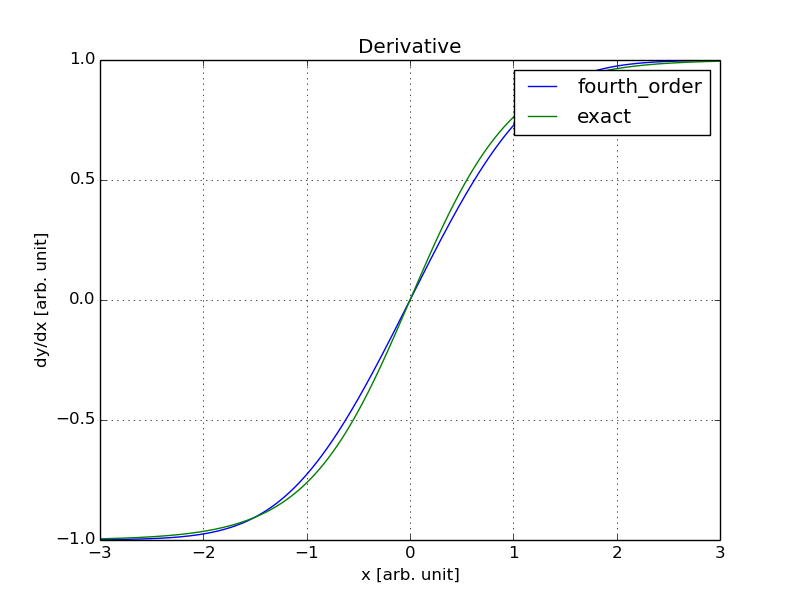 Derivative
fourth_order
exact
1.0
0.5
0.0
−0.5
−1.0
dy/dx [arb. unit]
−3 −2 −1 0 1 2 3
x [arb. unit]